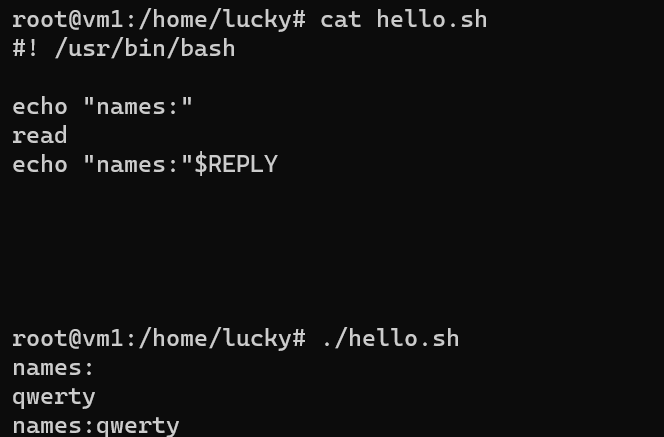 root@vm1:/home/lucky# cat hello.sh
#! /usr/bin/bash
echo "names:"
read
echo "names:"$REPLY
root@vm1:/home/lucky# ./hello.sh
names:
qwerty
names:qwerty